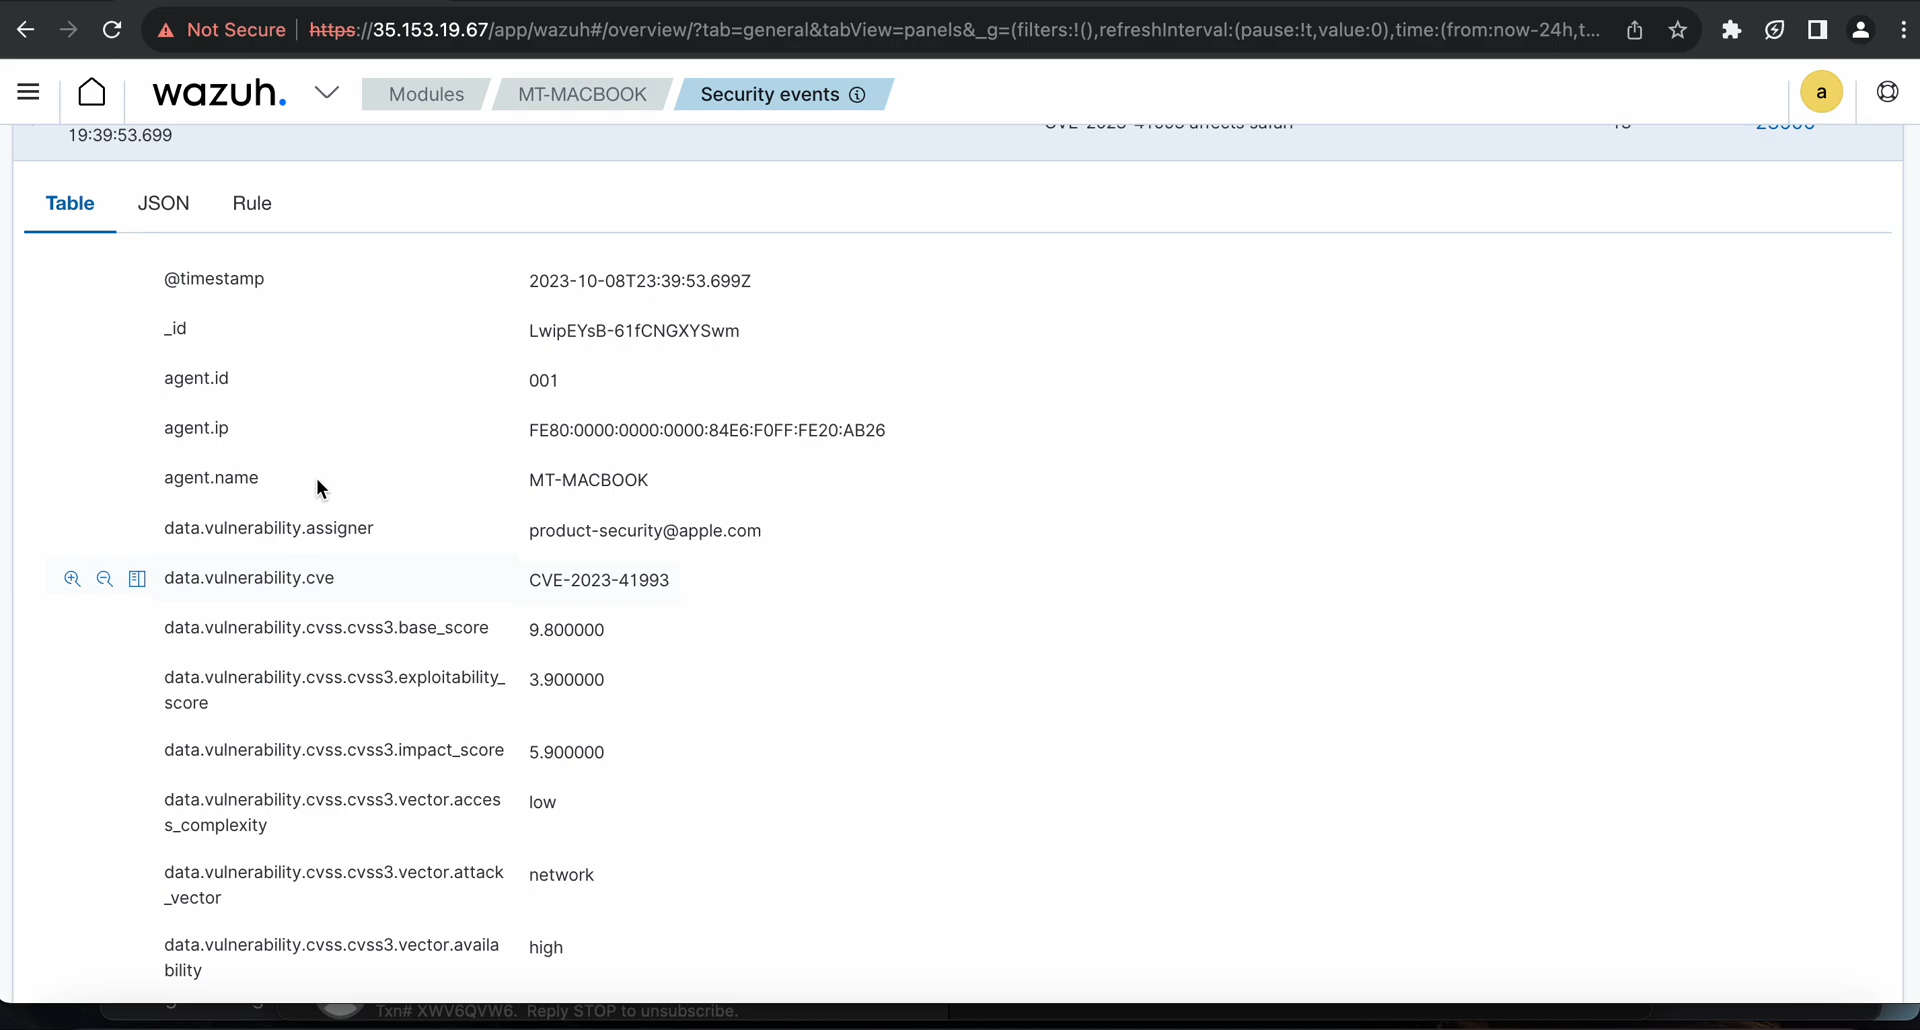 Not Secure https://35.153.19.67/app/wazuh#/overview/?tab=general&tabView=panels&_g=(filters:!(),refreshInterval:(pause:!t,value:0),time:(from:now-24h,t...
wazuh. Modules MT-MACBOOK Security events a
19:39:53.699 CVE-2023-41993 affects safari
Table JSON Rule
@timestamp 2023-10-08T23:39:53.699Z
_id LwipEYsB-61fCNGXYSwm
agent.id 001
agent.ip FE80:0000:0000:0000:84E6:F0FF:FE20:AB26
agent.name MT-MACBOOK
data.vulnerability.assigner product-security@apple.com
data.vulnerability.cve CVE-2023-41993
data.vulnerability.cvss.cvss3.base_score 9.800000
data.vulnerability.cvss.cvss3.exploitability_ 3.900000
score
data.vulnerability.cvss.cvss3.impact_score 5.900000
data.vulnerability.cvss.cvss3.vector.acces low
s_complexity
data.vulnerability.cvss.cvss3.vector.attack network
_vector
data.vulnerability.cvss.cvss3.vector.availa high
bility
Txn# XWV6QVW6. Reply STOP to unsubscribe.